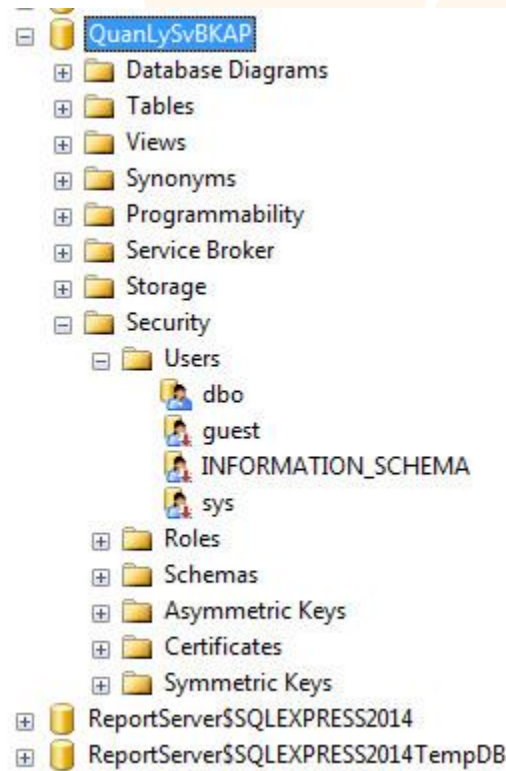 QuanLySvBKAP
Database Diagrams
Tables
Views
Synonyms
Programmability
Service Broker
Storage
Security
Users
dbo
guest
INFORMATION_SCHEMA
sys
Roles
Schemas
Asymmetric Keys
Certificates
Symmetric Keys
ReportServer$SQLEXPRESS2014
ReportServer$SQLEXPRESS2014TempDB